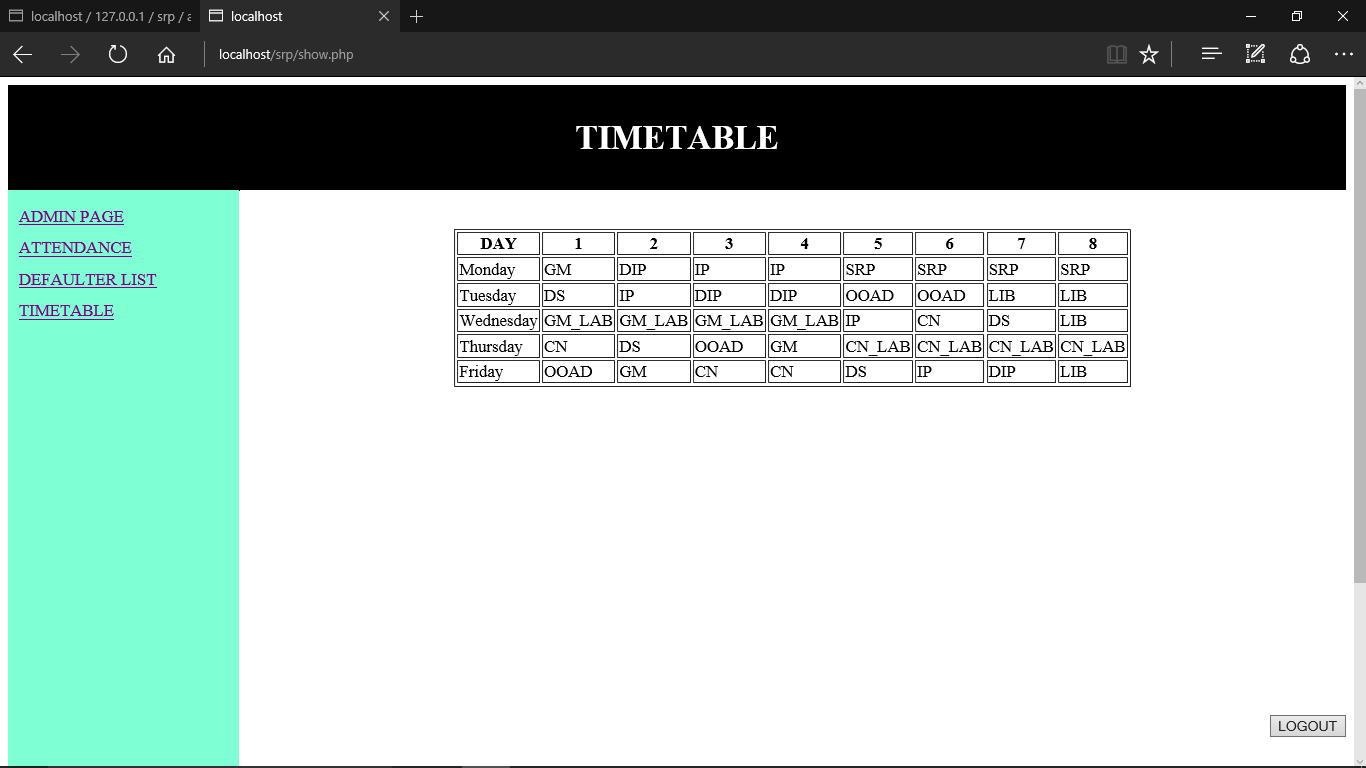 localhost / 127.0.0.1 / srp / a
localhost
localhost/srp/show.php
TIMETABLE
ADMIN PAGE
ATTENDANCE
DEFAULTER LIST
TIMETABLE
DAY 1 2 3 4 5 6 7 8
Monday GM DIP IP IP SRP SRP SRP SRP
Tuesday DS IP DIP DIP OOAD OOAD LIB LIB
Wednesday GM_LAB GM_LAB GM_LAB GM_LAB IP CN DS LIB
Thursday CN DS OOAD GM CN_LAB CN_LAB CN_LAB CN_LAB
Friday OOAD GM CN CN DS IP DIP LIB
LOGOUT